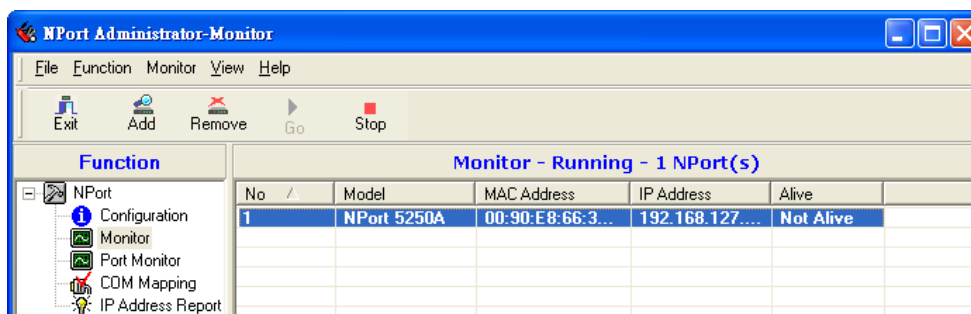 NPort Administrator-Monitor
File Function Monitor View Help
Exit Add Remove Go Stop
Function
Monitor - Running - 1 NPort(s)
NPort
Configuration
Monitor
Port Monitor
COM Mapping
IP Address Report
No Model MAC Address IP Address Alive
1 NPort 5250A 00:90:E8:66:3... 192.168.127.... Not Alive